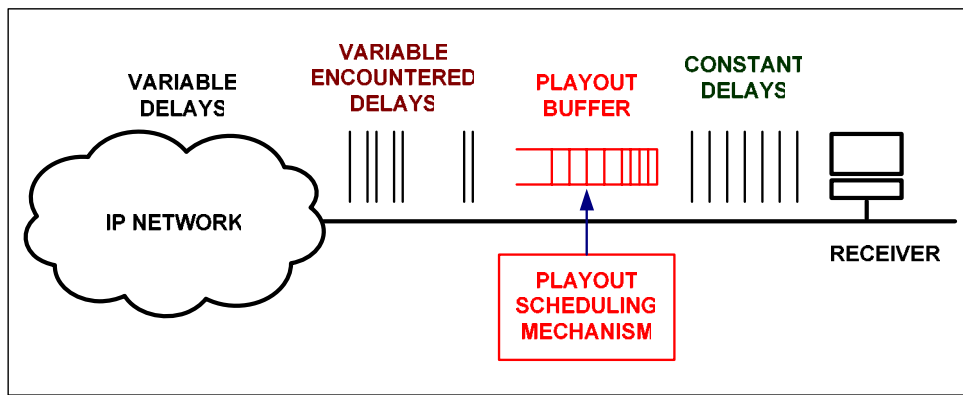 VARIABLE
DELAYS
VARIABLE
ENCOUNTERED
DELAYS
PLAYOUT
BUFFER
CONSTANT
DELAYS
IP NETWORK
RECEIVER
PLAYOUT
SCHEDULING
MECHANISM